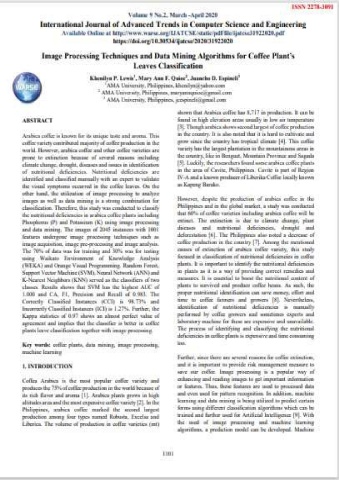 ISSN 2278-3091
Volume 9 No.2, March -April 2020
International Journal of Advanced Trends in Computer Science and Engineering
Available Online at http://www.warse.org/IJATCSE/static/pdf/file/ijatcse31922020.pdf
https://doi.org/10.30534/ijatcse/2020/31922020
Image Processing Techniques and Data Mining Algorithms for Coffee Plant's
Leaves Classification
ABSTRACT
Arabica coffee is known for its unique taste and aroma. This
coffee variety contributed majority of coffee production in the
world. However, arabica coffee and other coffee varieties are
prone to extinction because of several reasons including
climate change, drought, diseases and issues in identification
of nutritional deficiencies. Nutritional deficiencies are
identified and classified manually with an expert to validate
the visual symptoms occurred in the coffee leaves. On the
other hand, the utilization of image processing to analyze
images as well as data mining is a strong combination for
classification. Therefore, this study was conducted to classify
the nutritional deficiencies in arabica coffee plants including
Phosphorus (P) and Potassium (K) using image processing
and data mining. The images of 2045 instances with 1001
features undergone image processing techniques such as
image acquisition, image pre-processing and image analysis.
The 70% of data was for training and 30% was for testing
using Waikato Environment of Knowledge Analysis
(WEKA) and Orange Visual Programming. Random Forest,
Support Vector Machine (SVM), Neural Network (ANN) and
K-Nearest Neighbors (KNN) served as the classifiers of two
classes. Results shows that SVM has the highest AUC of
1.000 and CA, F1, Precision and Recall of 0.983. The
Currently Classified Instances (CCI) is 98.73% and
Incorrectly Classified Instances (ICI) is 1.27%. Further, the
Kappa statistics of 0.97 shows an almost perfect value of
agreement and implies that the classifier is better in coffee
plants leave classification together with image processing.
Key words: coffee plants, data mining, image processing,
machine learning
1. INTRODUCTION
Coffea Arabica is the most popular coffee variety and
produces the 75% of coffee production in the world because of
its rich flavor and aroma [1]. Arabica plants grows in high
altitudes area and the most expensive coffee variety [2]. In the
Philippines, arabica coffee marked the second largest
production among four types named Robusta, Excelsa and
Liberica. The volume of production in coffee varieties (mt)
shown that Arabica coffee has 8,717 in production. It can be
found in high elevation areas usually in low air temperature
[3]. Though arabica shows second largest of coffee production
in the country. It is also noted that it is hard to cultivate and
grow since the country has tropical climate [4]. This coffee
variety has the largest plantation to the mountainous areas in
the country, like in Benguet, Mountain Province and Sagada
[5]. Luckily, the researchers found some arabica coffee plants
in the area of Cavite, Philippines. Cavite is part of Region
IV-A and a known producer of Liberika Coffee locally known
as Kapeng Barako.
However, despite the production of arabica coffee in the
Philippines and in the global market, a study was conducted
that 60% of coffee varieties including arabica coffee will be
extinct. The extinction is due to climate change, plant
diseases and nutritional deficiencies, drought and
deforestation [6]. The Philippines also noted a decrease of
coffee production in the country [7]. Among the mentioned
causes of extinction of arabica coffee variety, this study
focused in classification of nutritional deficiencies in coffee
plants. It is important to identify the nutritional deficiencies
in plants as it is a way of providing correct remedies and
measures. It is essential to boost the nutritional content of
plants to survived and produce coffee beans. As such, the
proper nutritional identification can save money, effort and
time to coffee farmers and growers [8]. Nevertheless,
identification of nutritional deficiencies is manually
performed by coffee growers and sometimes experts and
laboratory machine for these are expensive and unavailable.
The process of identifying and classifying the nutritional
deficiencies in coffee plants is expensive and time consuming
too.
Further, since there are several reasons for coffee extinction,
and it is important to provide risk management measure to
save our coffee. Image processing is a popular way of
enhancing and reading images to get important information
or features. Thus, these features are used to processed data
and even used for pattern recognition. In addition, machine
learning and data mining is being utilized to predict certain
forms using different classification algorithms which can be
trained and further used for Artificial Intelligence [9]. With
the used of image processing and machine learning
algorithms, a prediction model can be developed. Machine